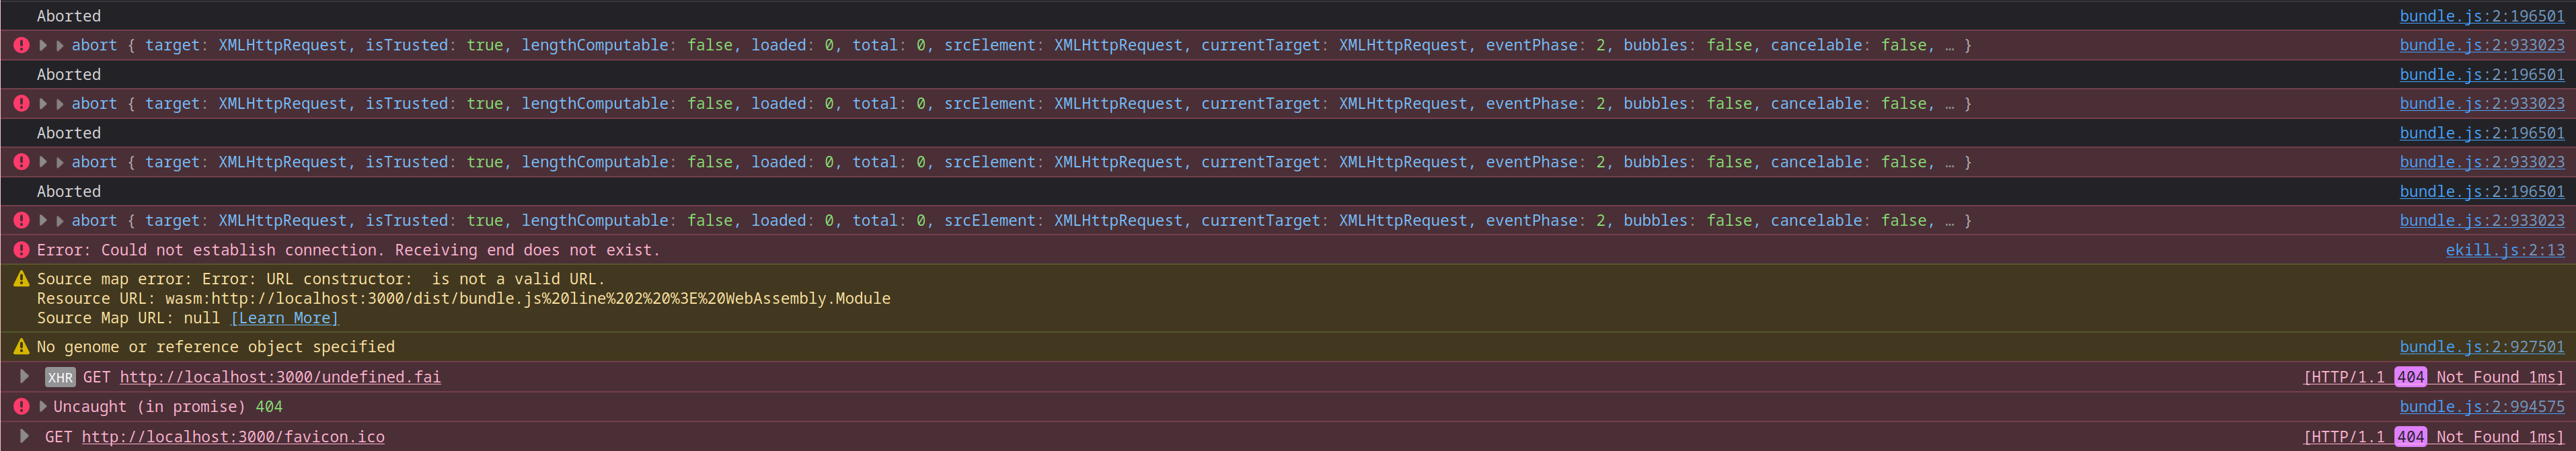 Aborted bundle.js:2:196501
abort { target: XMLHttpRequest, isTrusted: true, lengthComputable: false, loaded: 0, total: 0, srcElement: XMLHttpRequest, currentTarget: XMLHttpRequest, eventPhase: 2, bubbles: false, cancelable: false, … } bundle.js:2:933023
Aborted bundle.js:2:196501
abort { target: XMLHttpRequest, isTrusted: true, lengthComputable: false, loaded: 0, total: 0, srcElement: XMLHttpRequest, currentTarget: XMLHttpRequest, eventPhase: 2, bubbles: false, cancelable: false, … } bundle.js:2:933023
Aborted bundle.js:2:196501
abort { target: XMLHttpRequest, isTrusted: true, lengthComputable: false, loaded: 0, total: 0, srcElement: XMLHttpRequest, currentTarget: XMLHttpRequest, eventPhase: 2, bubbles: false, cancelable: false, … } bundle.js:2:933023
Aborted bundle.js:2:196501
abort { target: XMLHttpRequest, isTrusted: true, lengthComputable: false, loaded: 0, total: 0, srcElement: XMLHttpRequest, currentTarget: XMLHttpRequest, eventPhase: 2, bubbles: false, cancelable: false, … } bundle.js:2:933023
Error: Could not establish connection. Receiving end does not exist. ekill.js:2:13
Source map error: Error: URL constructor:  is not a valid URL.
Resource URL: wasm:http://localhost:3000/dist/bundle.js%20line%202%20%3E%20WebAssembly.Module
Source Map URL: null [Learn More]
No genome or reference object specified bundle.js:2:927501
XHR GET http://localhost:3000/undefined.fai [HTTP/1.1 404 Not Found 1ms]
Uncaught (in promise) 404 bundle.js:2:994575
GET http://localhost:3000/favicon.ico [HTTP/1.1 404 Not Found 1ms]